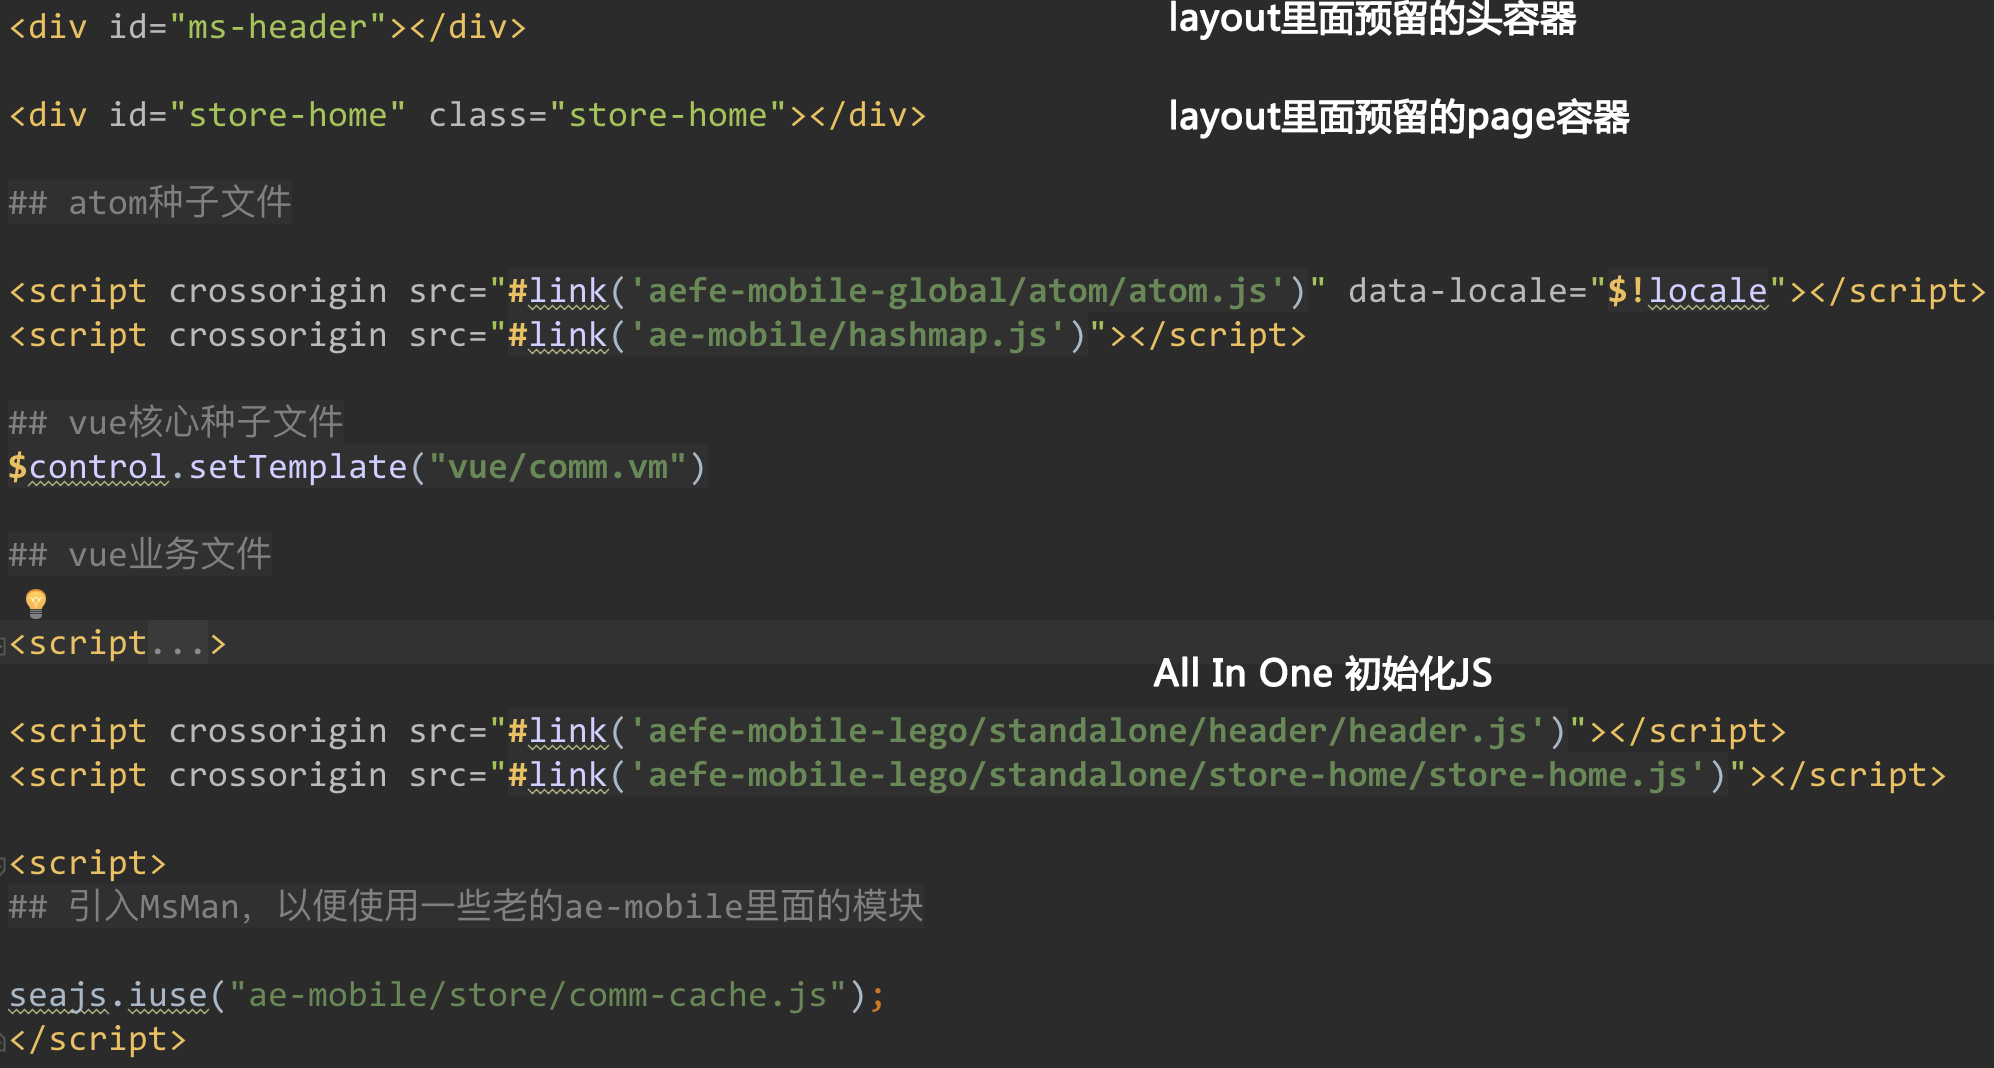 <div id="ms-header"></div>
layout里面预留的头容器
<div id="store-home" class="store-home"></div>
layout里面预留的page容器
## atom种子文件
<script crossorigin src="#link('aefe-mobile-global/atom/atom.js')" data-locale="$!locale"></script>
<script crossorigin src="#link('ae-mobile/hashmap.js')"></script>
## vue核心种子文件
$control.setTemplate("vue/comm.vm")
## vue业务文件
<script...>
All In One 初始化JS
<script crossorigin src="#link('aefe-mobile-lego/standalone/header/header.js')"></script>
<script crossorigin src="#link('aefe-mobile-lego/standalone/store-home/store-home.js')"></script>
<script>
## 引入MsMan, 以便使用一些老的ae-mobile里面的模块
seajs.iuse("ae-mobile/store/comm-cache.js");
</script>